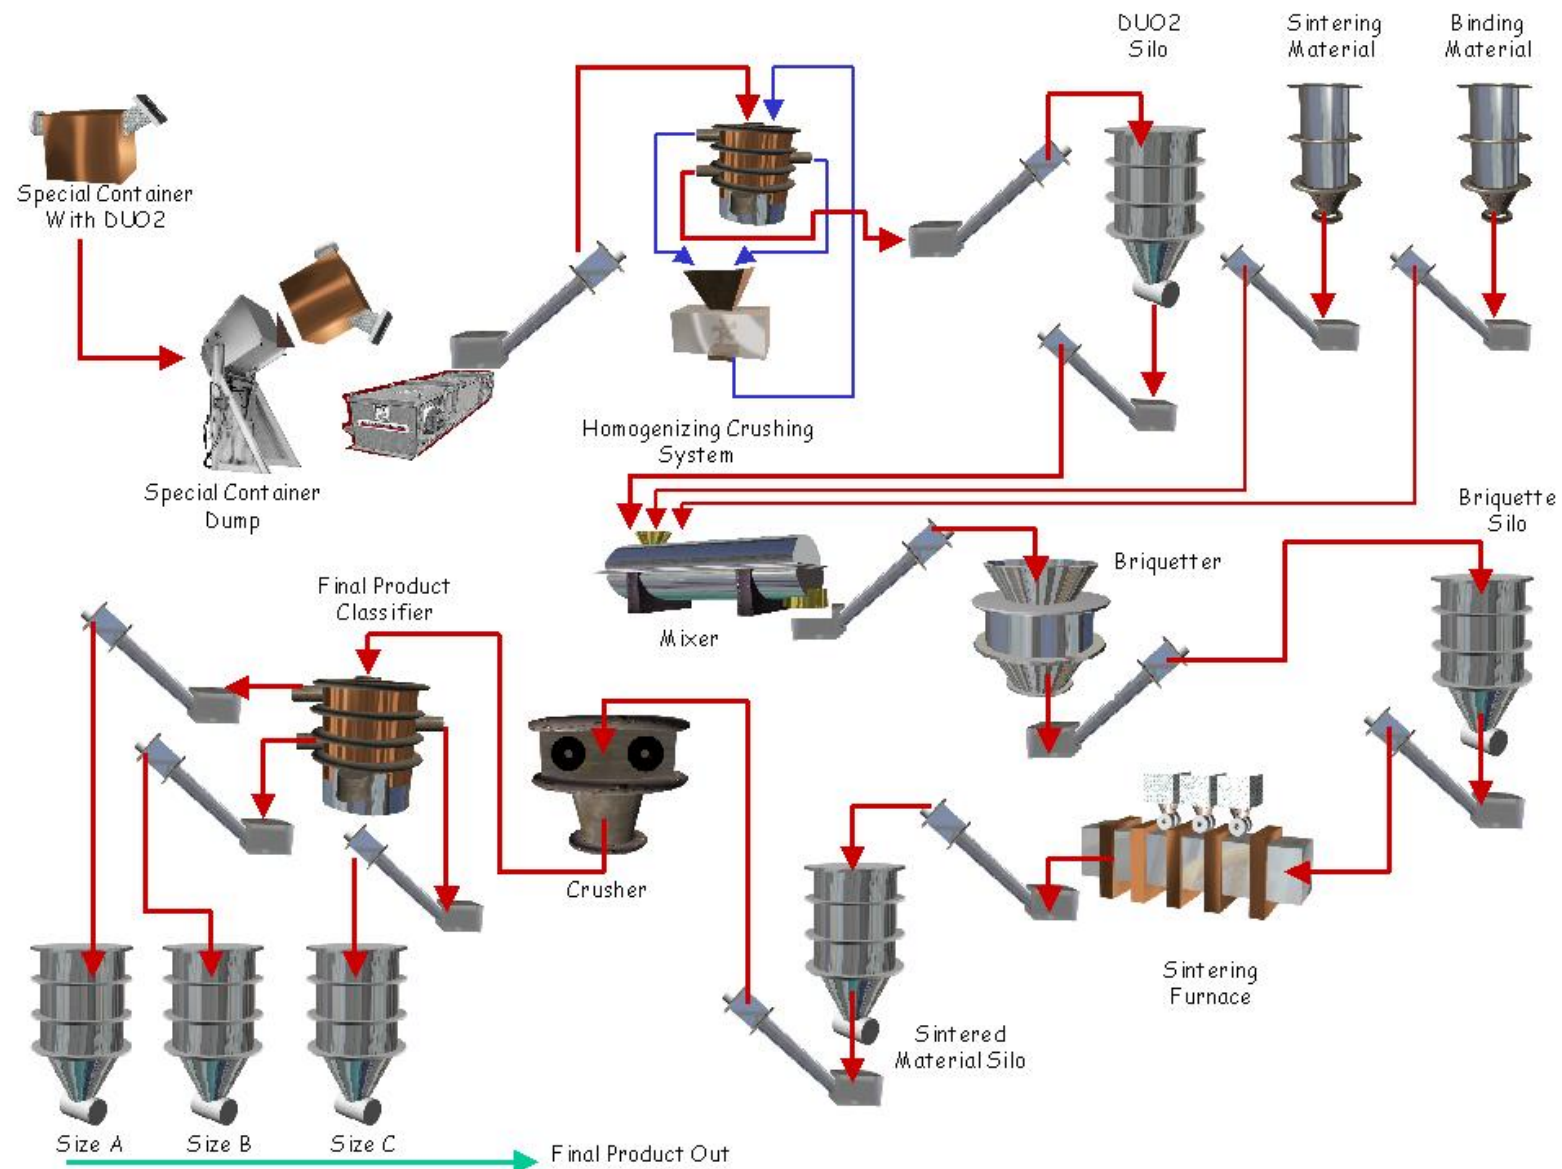 DUO2
Silo
Sintering
Material
Binding
Material
Special Container
With DUO2
Homogenizing Crushing
System
Special Container
Dump
Briquette
Silo
Briquetter
Final Product
Classifier
Mixer
Crusher
Sintering
Furnace
Sintered
Material Silo
Size A
Size B
Size C
Final Product Out